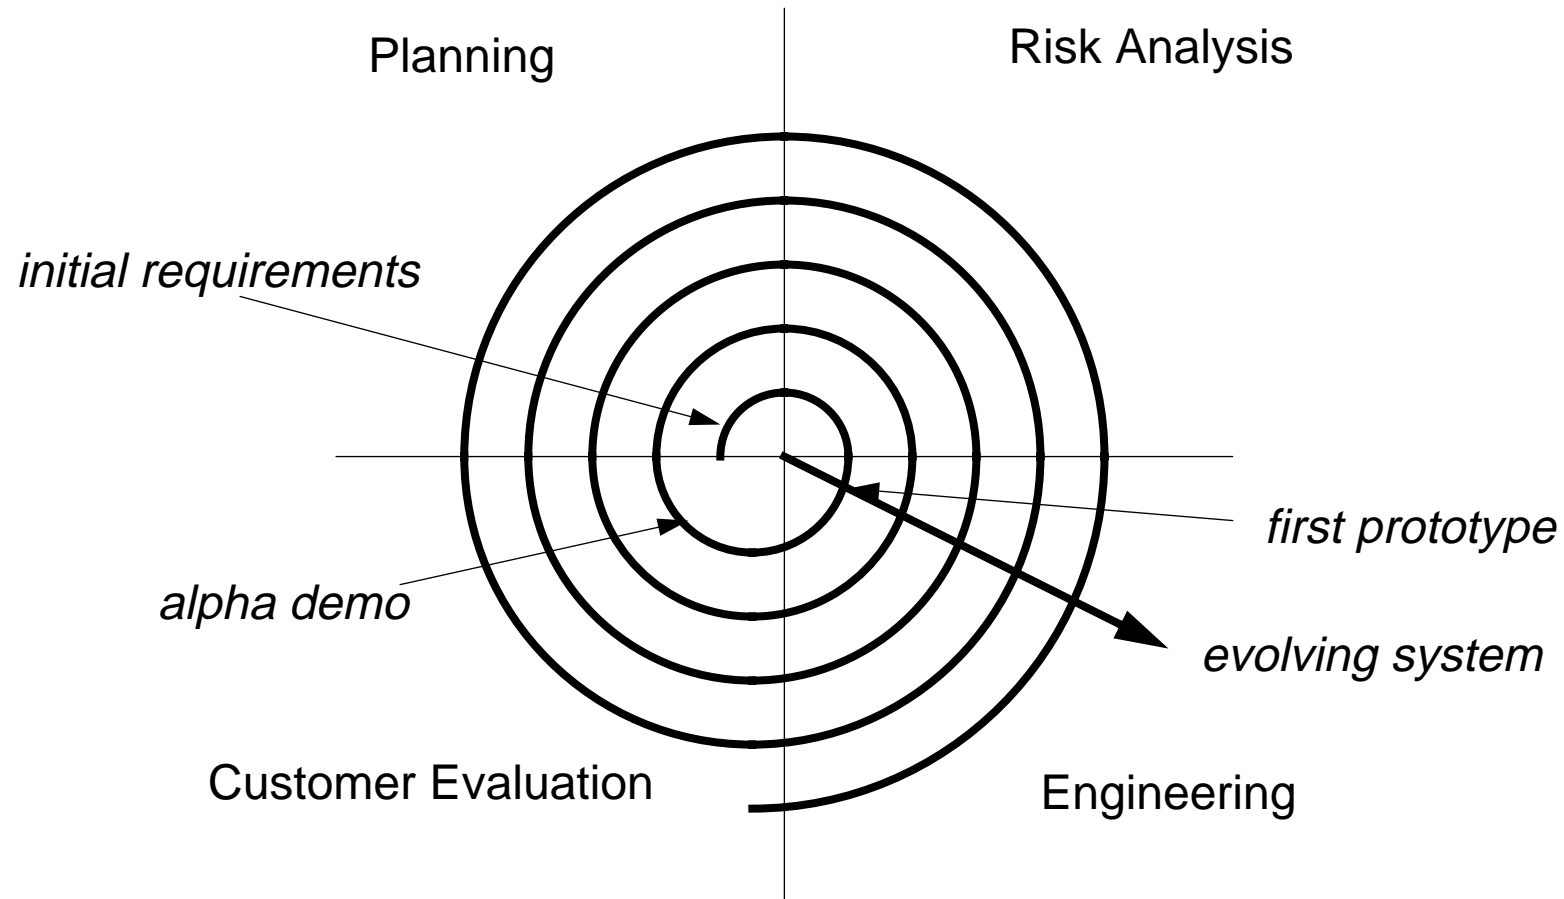 Planning
Risk Analysis
initial requirements
first prototype
alpha demo
evolving system
Customer Evaluation
Engineering